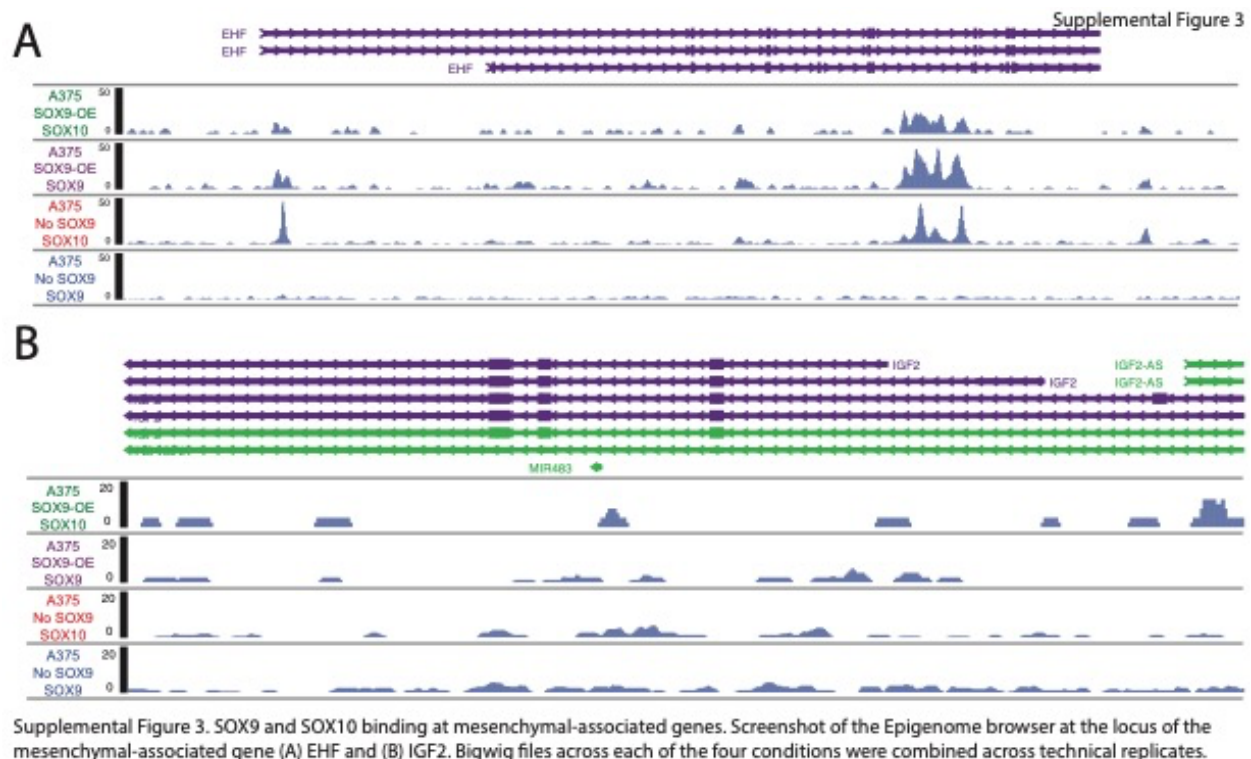 Supplemental Figure 3
A
EHF
EHF
EHF
A375
SOX9-OE
SOX10
50
0
A375
SOX9-OE
SOX9
50
0
A375
No SOX9
SOX10
50
0
A375
No SOX9
SOX9
50
0
B
IGF2
IGF2-AS
IGF2
IGF2-AS
MIR483
A375
SOX9-OE
SOX10
20
0
A375
SOX9-OE
SOX9
20
0
A375
No SOX9
SOX10
20
0
A375
No SOX9
SOX9
20
0
Supplemental Figure 3. SOX9 and SOX10 binding at mesenchymal-associated genes. Screenshot of the Epigenome browser at the locus of the
mesenchymal-associated gene (A) EHF and (B) IGF2. Bigwig files across each of the four conditions were combined across technical replicates.